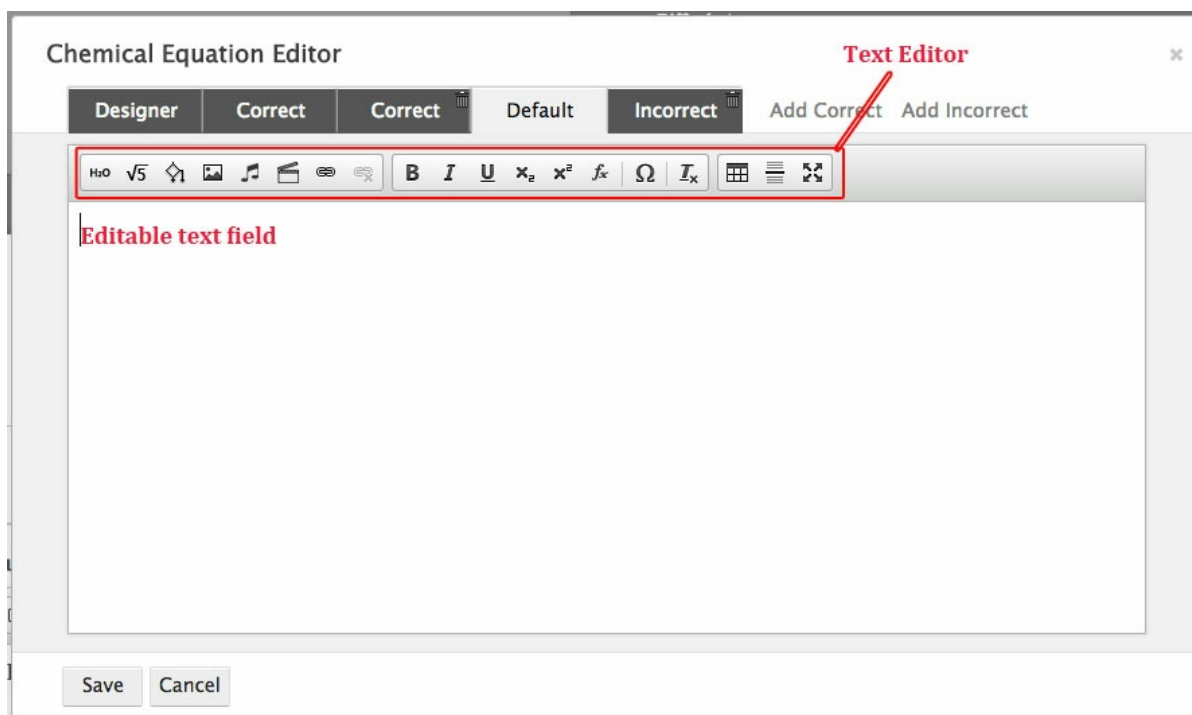 Chemical Equation Editor
Text Editor
Designer Correct Correct Default Incorrect Add Correct Add Incorrect
H₂O √5 B I U x₂ x² fx Ω Tx
Editable text field
Save Cancel